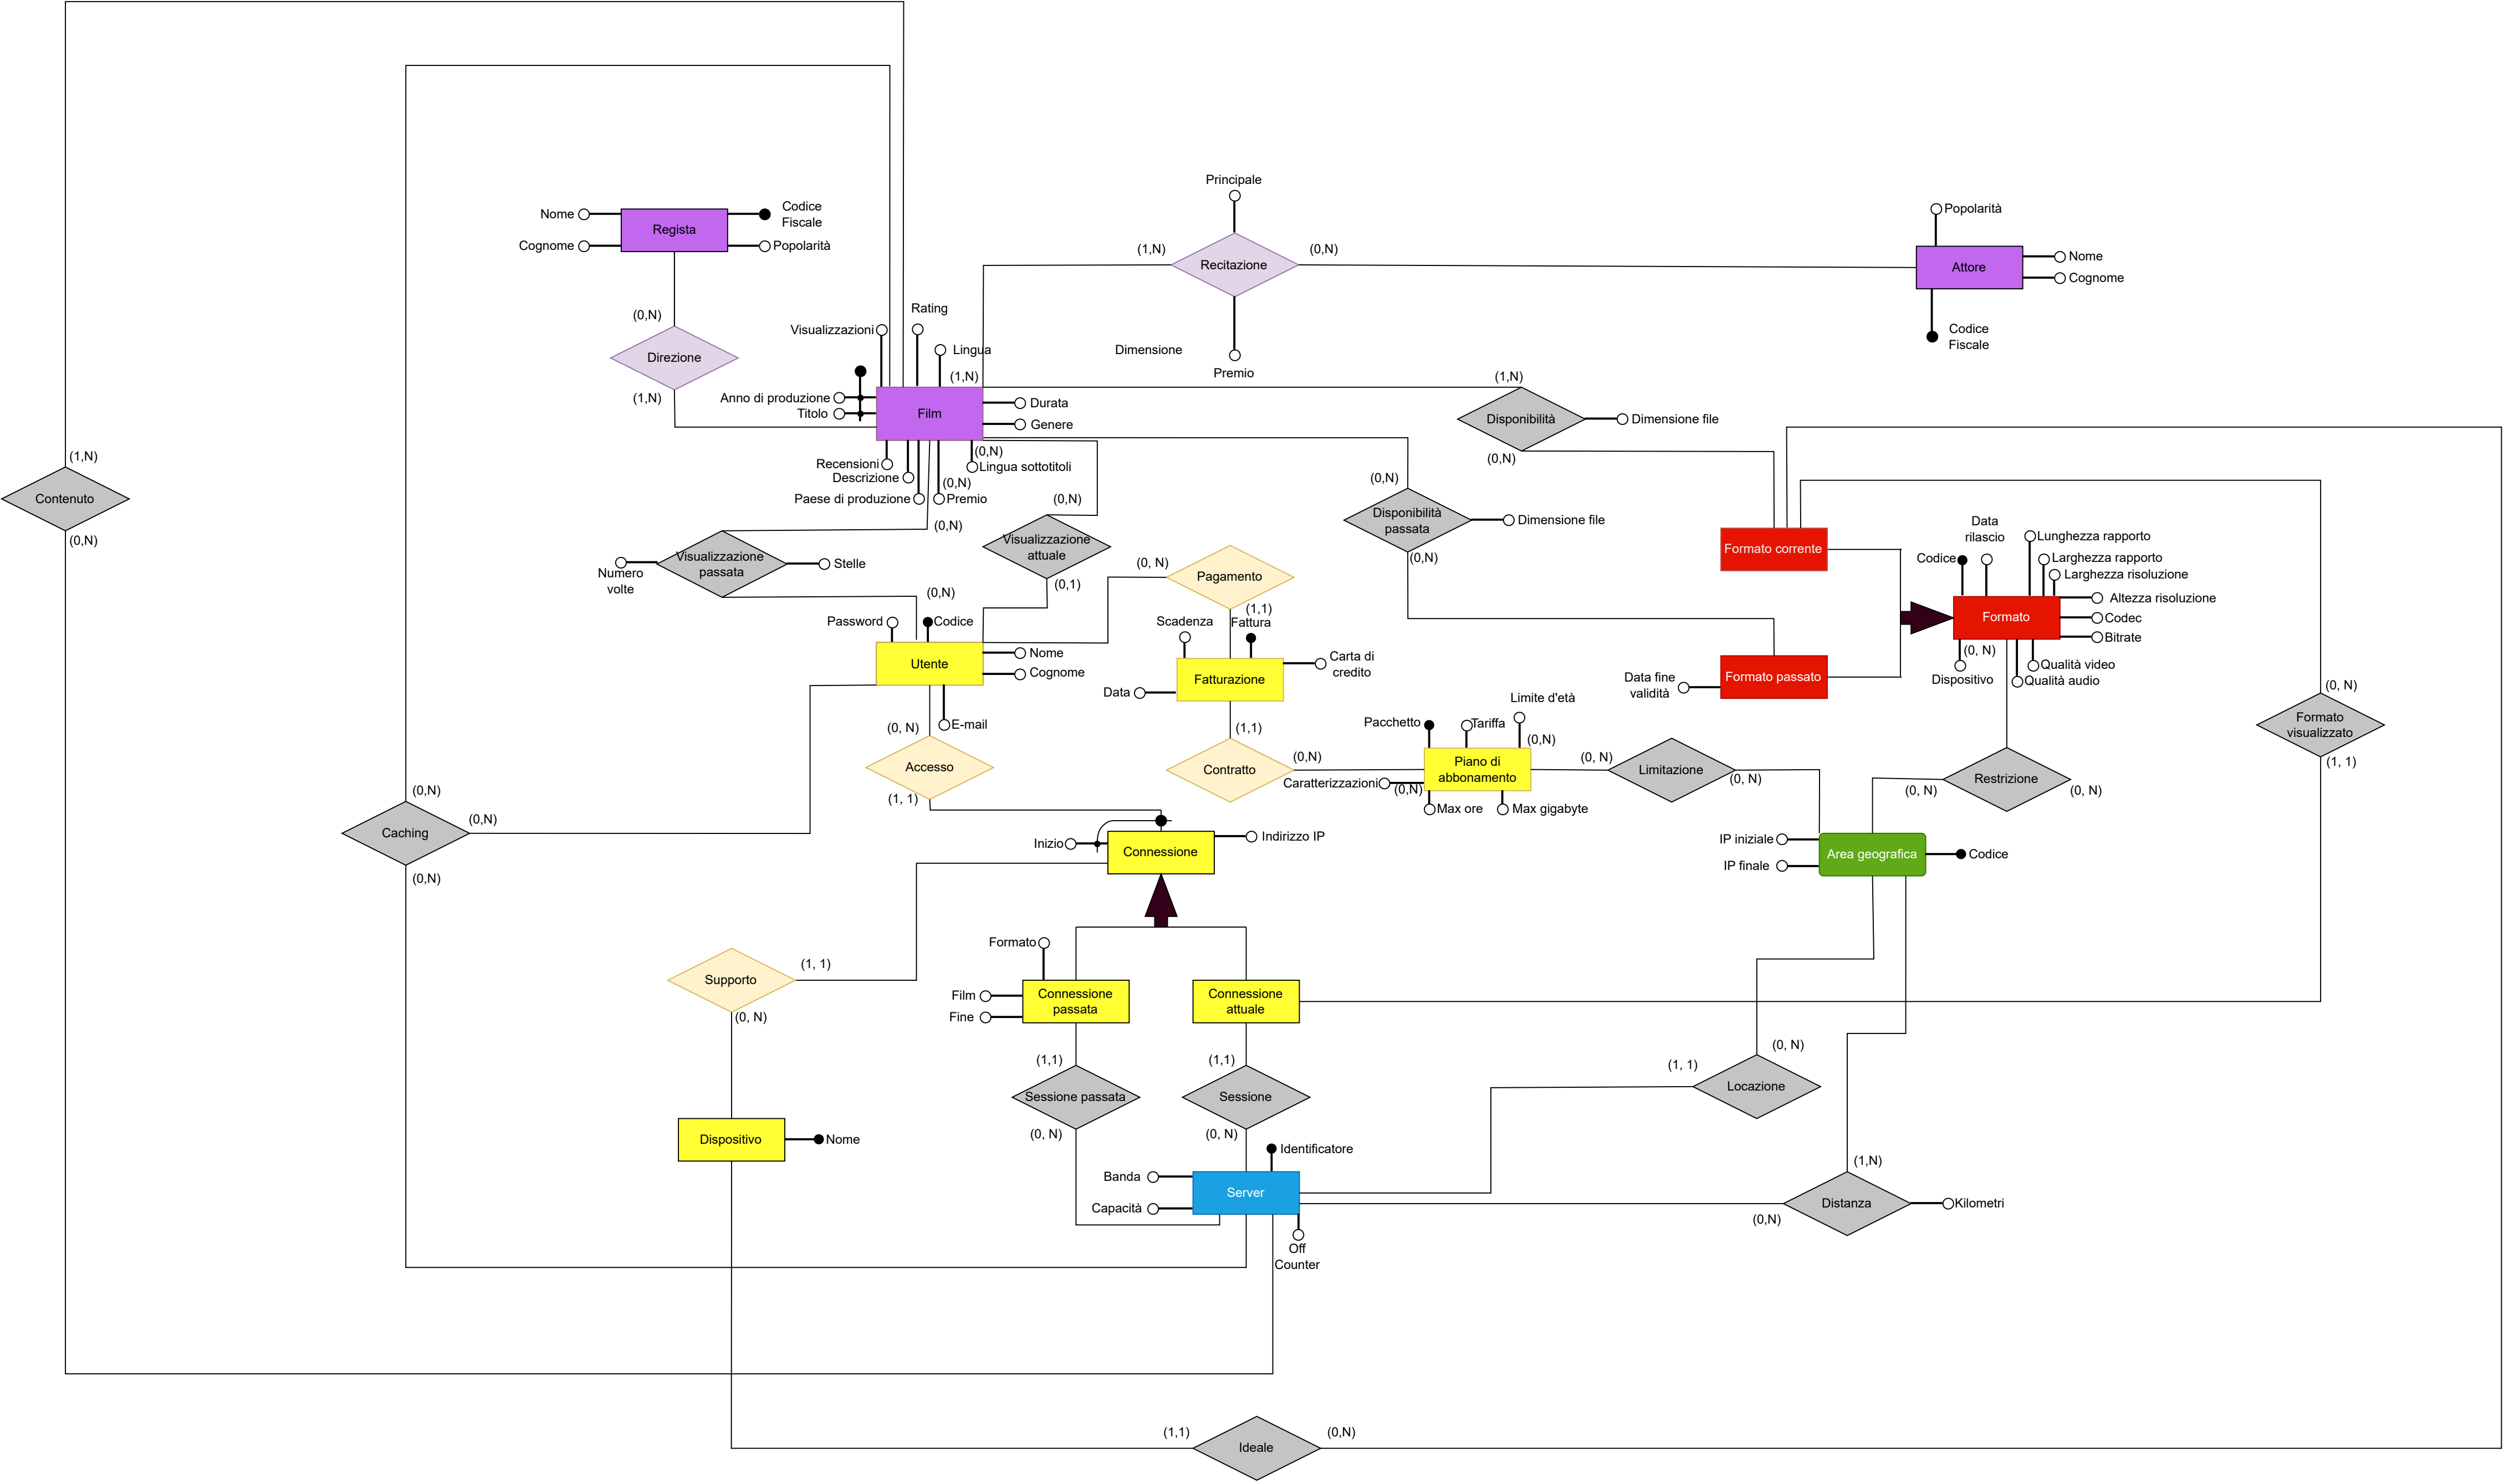 Principale
Nome
Codice
Fiscale
Regista
Cognome
Popolarità
(1,N)
Recitazione
(0,N)
Popolarità
Attore
Nome
Cognome
Codice
Fiscale
(0,N)
Direzione
(1,N)
Rating
Visualizzazioni
Lingua
(1,N)
Dimensione
Premio
Anno di produzione
Titolo
Film
Durata
Genere
(1,N)
Disponibilità
Dimensione file
(0,N)
(0,N)
Recensioni
Lingua sottotitoli
Descrizione
(0,N)
Paese di produzione
Premio
(1,N)
Contenuto
(0,N)
(0,N)
(0,N)
Disponibilità
passata
Dimensione file
(0,N)
(0,N)
Visualizzazione
attuale
(0,1)
Visualizzazione
passata
Stelle
Numero
volte
(0,N)
(0, N)
Pagamento
(1,1)
Formato corrente
Data
rilascio
Codice
Lunghezza rapporto
Larghezza rapporto
Larghezza risoluzione
Altezza risoluzione
Formato
Codec
Bitrate
(0, N)
Qualità video
Dispositivo
Qualità audio
Password
Codice
Utente
Nome
Cognome
E-mail
Scadenza
Fattura
Carta di
credito
Fatturazione
Data
(1,1)
Data fine
validità
Formato passato
(0, N)
Formato
visualizzato
(1, 1)
Limite d'età
Pacchetto
Tariffa
(0,N)
(0, N)
Accesso
(1, 1)
Contratto
(0,N)
Piano di
abbonamento
Caratterizzazioni
(0,N)
Max ore
Max gigabyte
(0, N)
Limitazione
(0, N)
Restrizione
(0, N)
(0, N)
(0,N)
Caching
(0,N)
(0,N)
Inizio
Connessione
Indirizzo IP
IP iniziale
Area geografica
Codice
IP finale
Formato
Supporto
(1, 1)
(0, N)
Film
Fine
Connessione
passata
Connessione
attuale
(1,1)
(1,1)
Sessione passata
Sessione
(0, N)
(0, N)
(0, N)
(1, 1)
Locazione
Dispositivo
Nome
Identificatore
Banda
Server
Capacità
Off
Counter
(1,N)
Distanza
Kilometri
(0,N)
(1,1)
Ideale
(0,N)